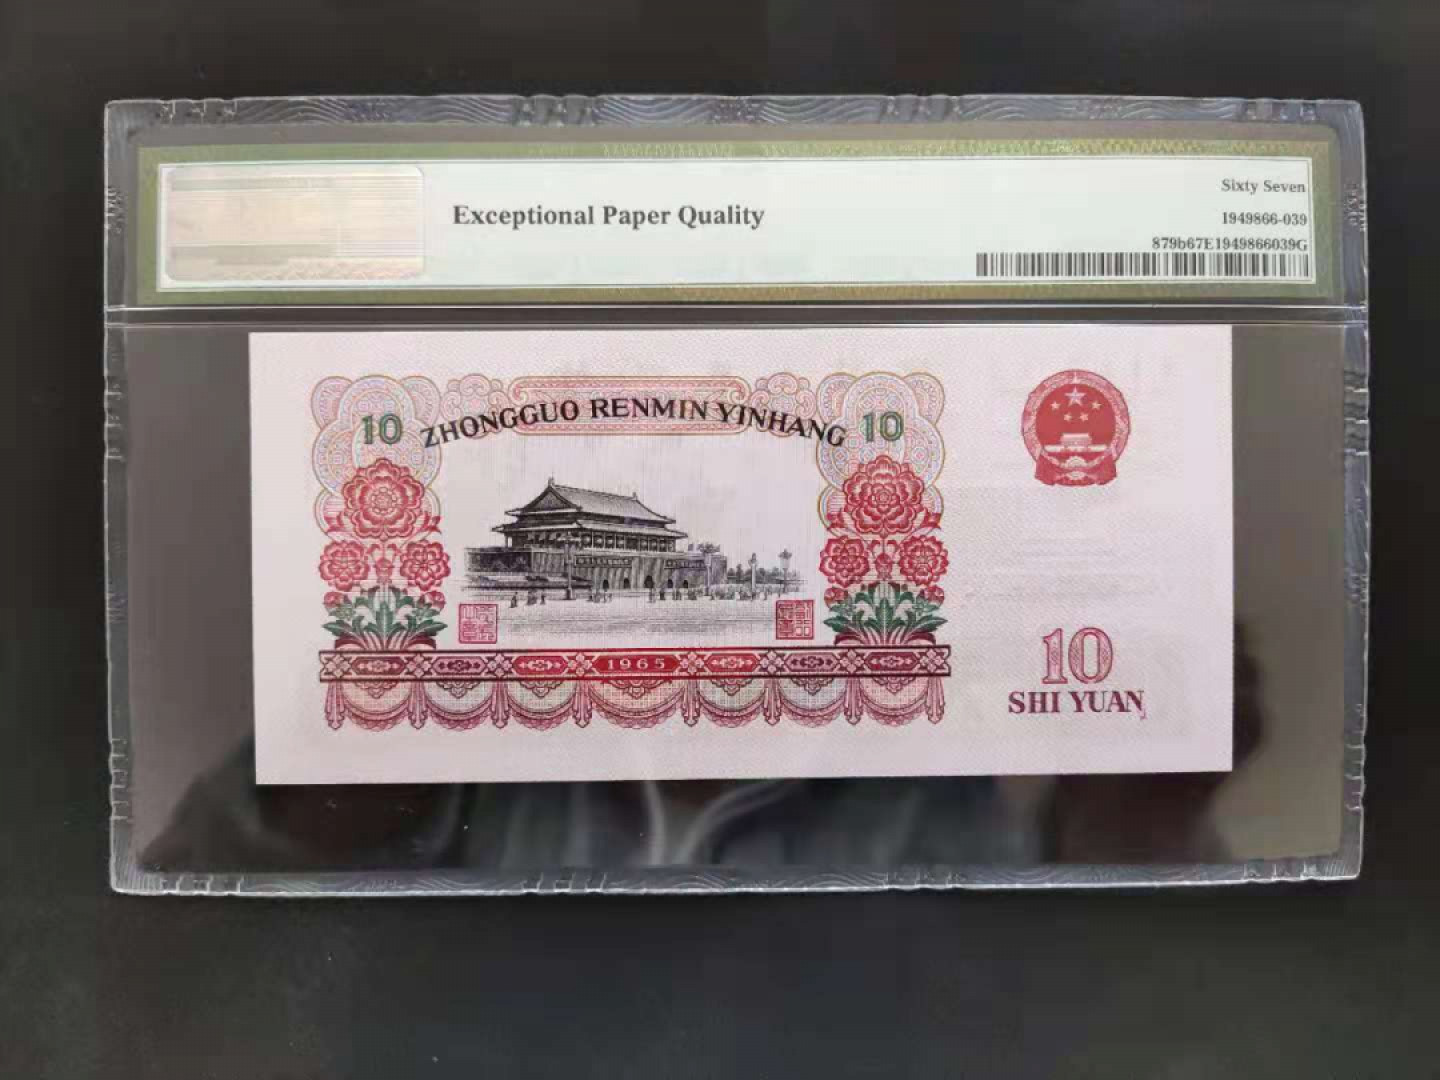 Exceptional Paper Quality
Sixty Seven
1949866-039
879b67E1949866039G
10
ZHONGGUO RENMIN YINHANG
10
1965
10
SHI YUAN